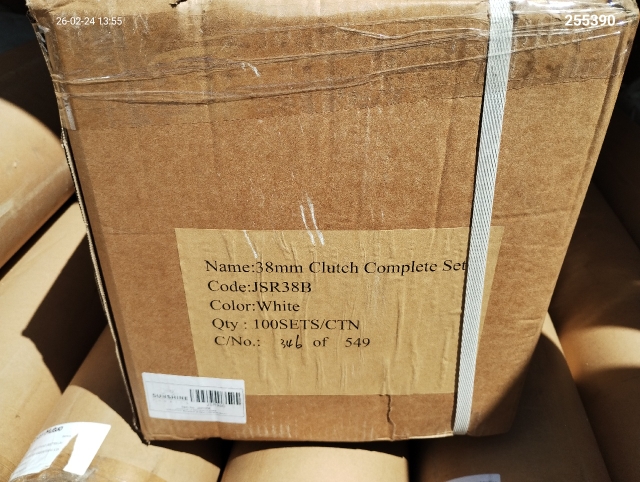 26-02-24 13:55
255390
Name:38mm Clutch Complete Set
Code:JSR38B
Color:White
Qty : 100SETS/CTN
C/No.: 346 of 549
SUNSHINE